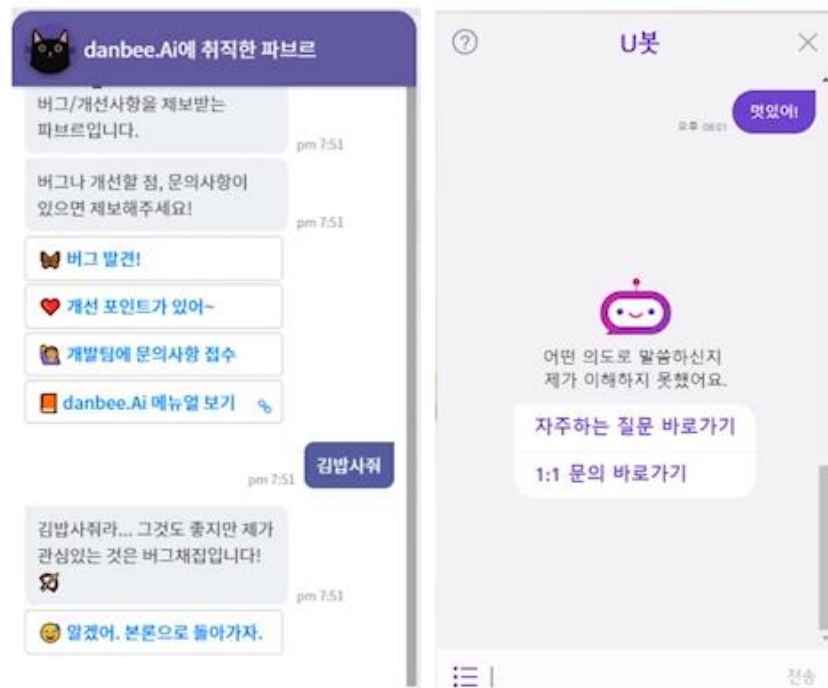 danbee.Ai에 취직한 파브르
버그/개선사항을 제보받는
파브르입니다.
pm 7:51
버그나 개선할 점, 문의사항이
있으면 제보해주세요!
pm 7:51
버그 발견!
개선 포인트가 있어~
개발팀에 문의사항 접수
danbee.Ai 메뉴얼 보기
김밥사줘
pm 7:51
김밥사줘라... 그것도 좋지만 제가
관심있는 것은 버그채집입니다!
pm 7:51
알겠어. 본론으로 돌아가자.
?
U봇
멋있어!
오후 08:01
어떤 의도로 말씀하신지
제가 이해하지 못했어요.
자주하는 질문 바로가기
1:1 문의 바로가기
전송